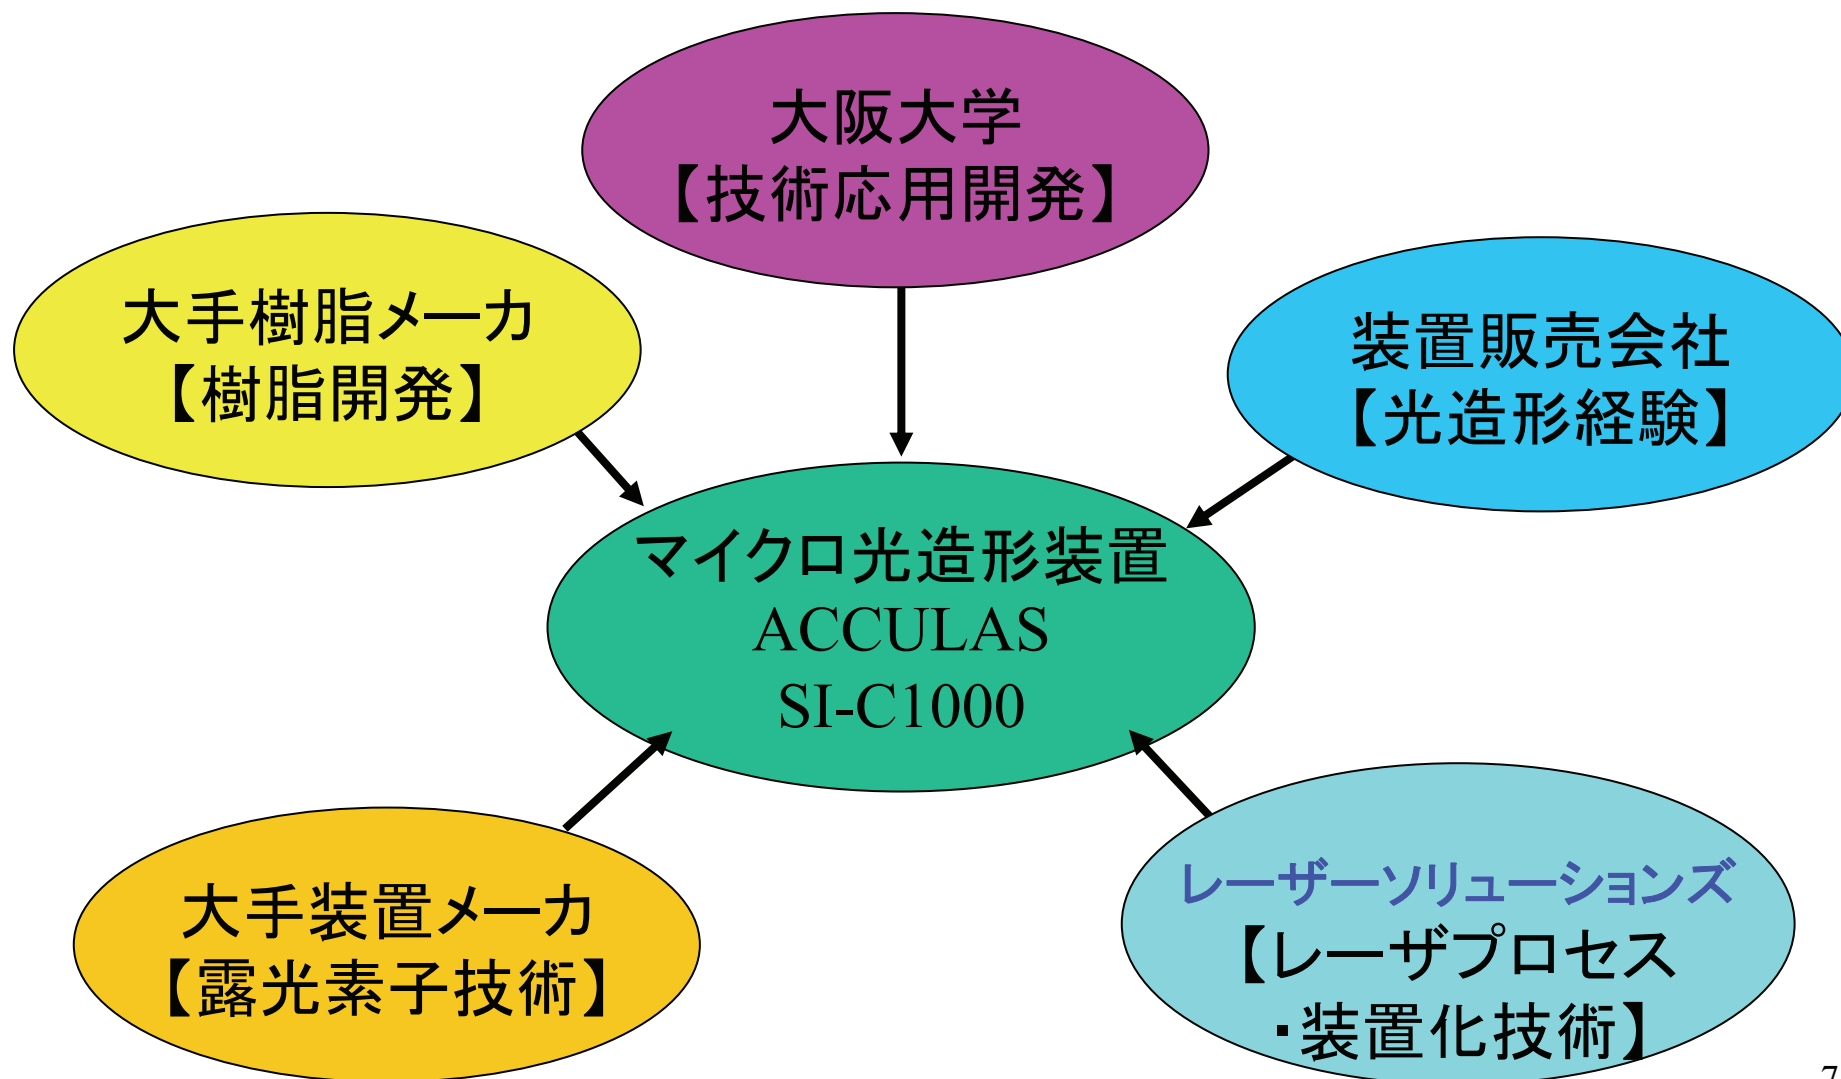 大阪大学
【技術応用開発】
大手樹脂メーカ
【樹脂開発】
装置販売会社
【光造形経験】
マイクロ光造形装置
ACCULAS
SI-C1000
大手装置メーカ
【露光素子技術】
レーザーソリューションズ
【レーザプロセス
・装置化技術】
7